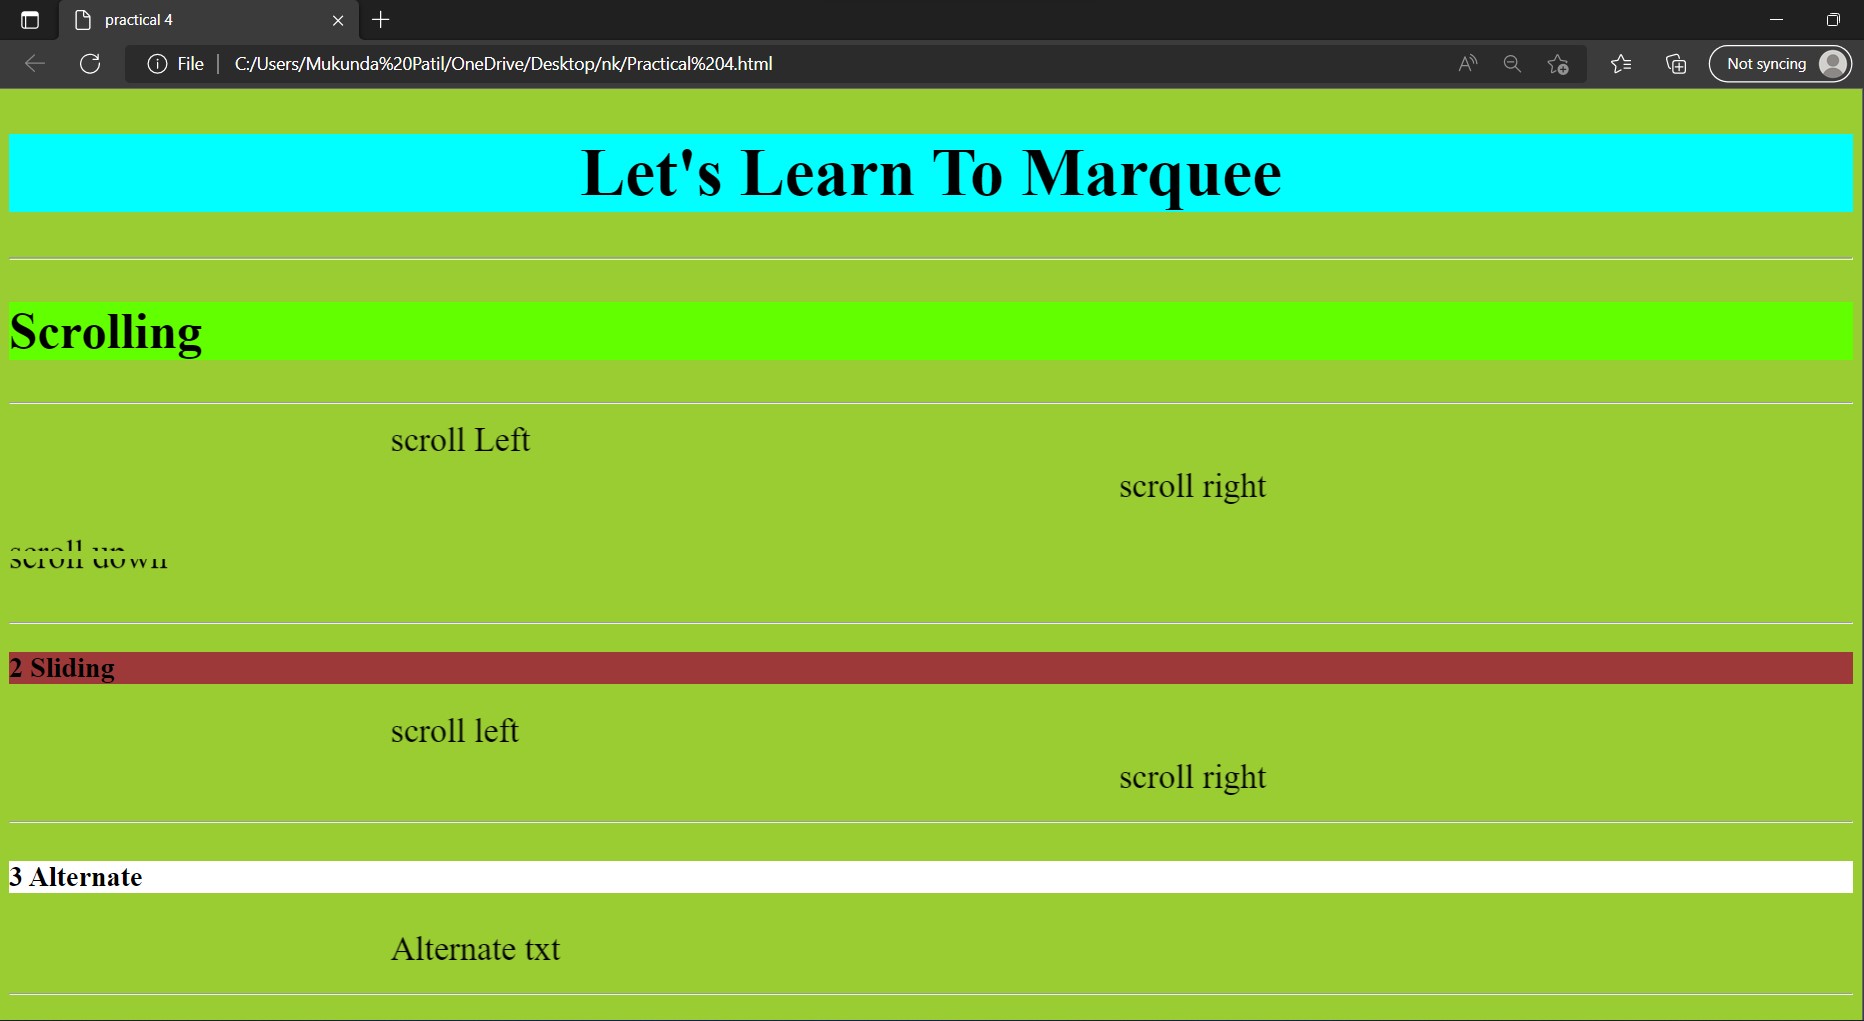 practical 4
File C:/Users/Mukunda%20Patil/OneDrive/Desktop/nk/Practical%204.html Not syncing
Let's Learn To Marquee
Scrolling
scroll Left
scroll right
scroll up
scroll down
2 Sliding
scroll left
scroll right
3 Alternate
Alternate txt